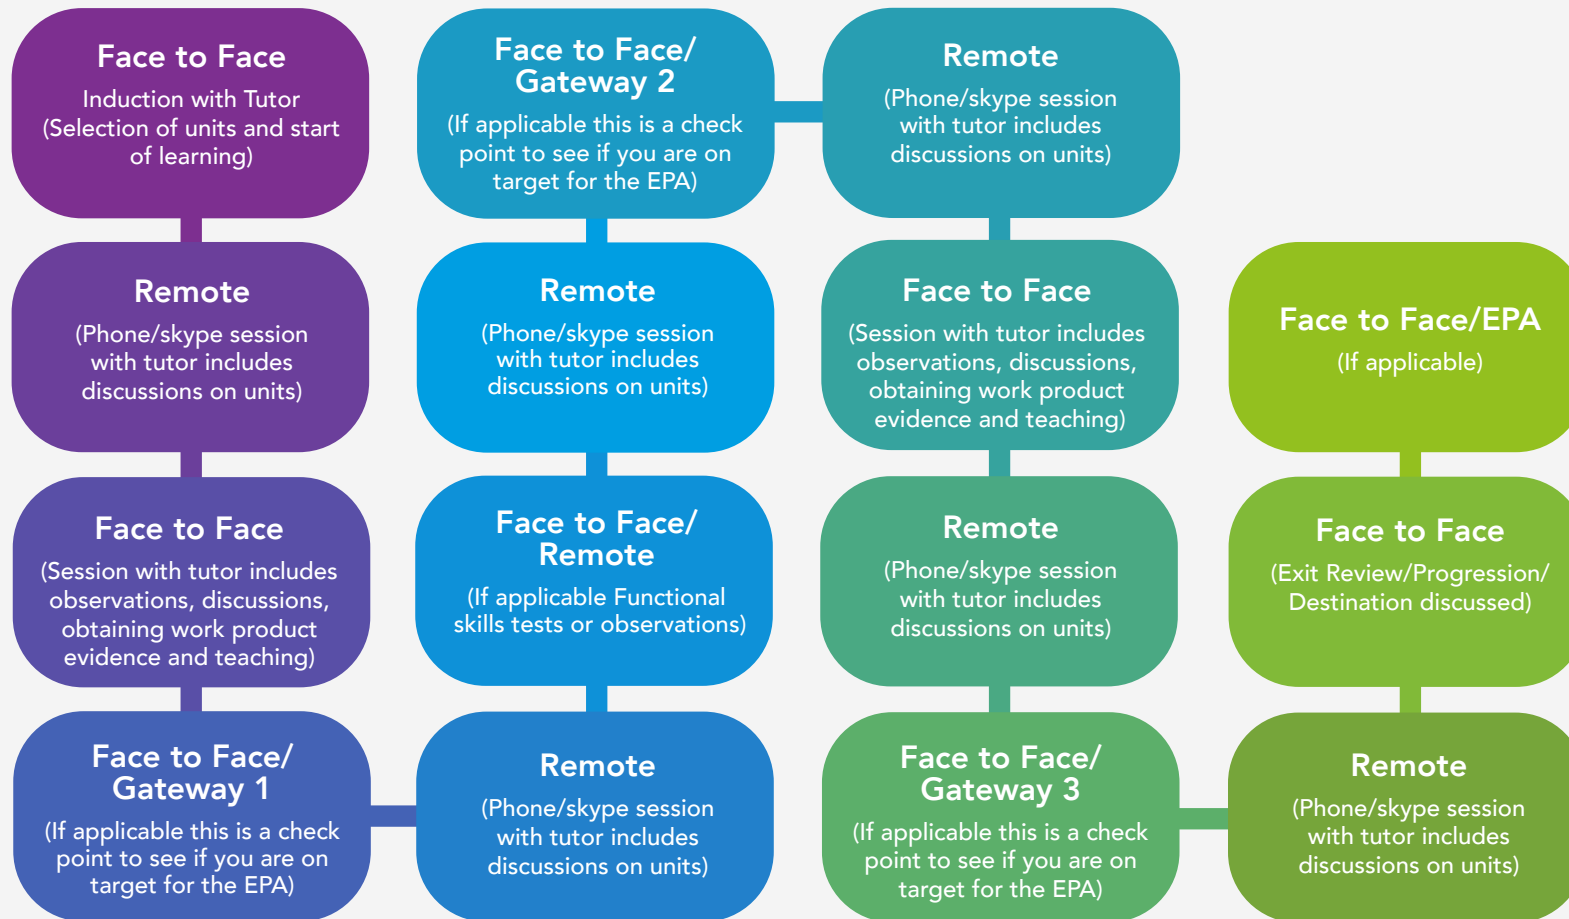 Face to Face
Induction with Tutor
(Selection of units and start
of learning)
Remote
(Phone/skype session
with tutor includes
discussions on units)
Face to Face
(Session with tutor includes
observations, discussions,
obtaining work product
evidence and teaching)
Face to Face/
Gateway 1
(If applicable this is a check
point to see if you are on
target for the EPA)
Remote
(Phone/skype session
with tutor includes
discussions on units)
Face to Face/
Remote
(If applicable Functional
skills tests or observations)
Remote
(Phone/skype session
with tutor includes
discussions on units)
Face to Face/
Gateway 2
(If applicable this is a check
point to see if you are on
target for the EPA)
Remote
(Phone/skype session
with tutor includes
discussions on units)
Face to Face
(Session with tutor includes
observations, discussions,
obtaining work product
evidence and teaching)
Remote
(Phone/skype session
with tutor includes
discussions on units)
Face to Face/
Gateway 3
(If applicable this is a check
point to see if you are on
target for the EPA)
Remote
(Phone/skype session
with tutor includes
discussions on units)
Face to Face
(Exit Review/Progression/
Destination discussed)
Face to Face/EPA
(If applicable)